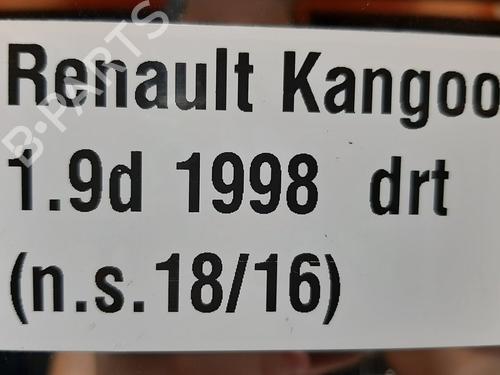 Renault Kangoo
1.9d 1998 drt
(n.s.18/16)
B-PARTS